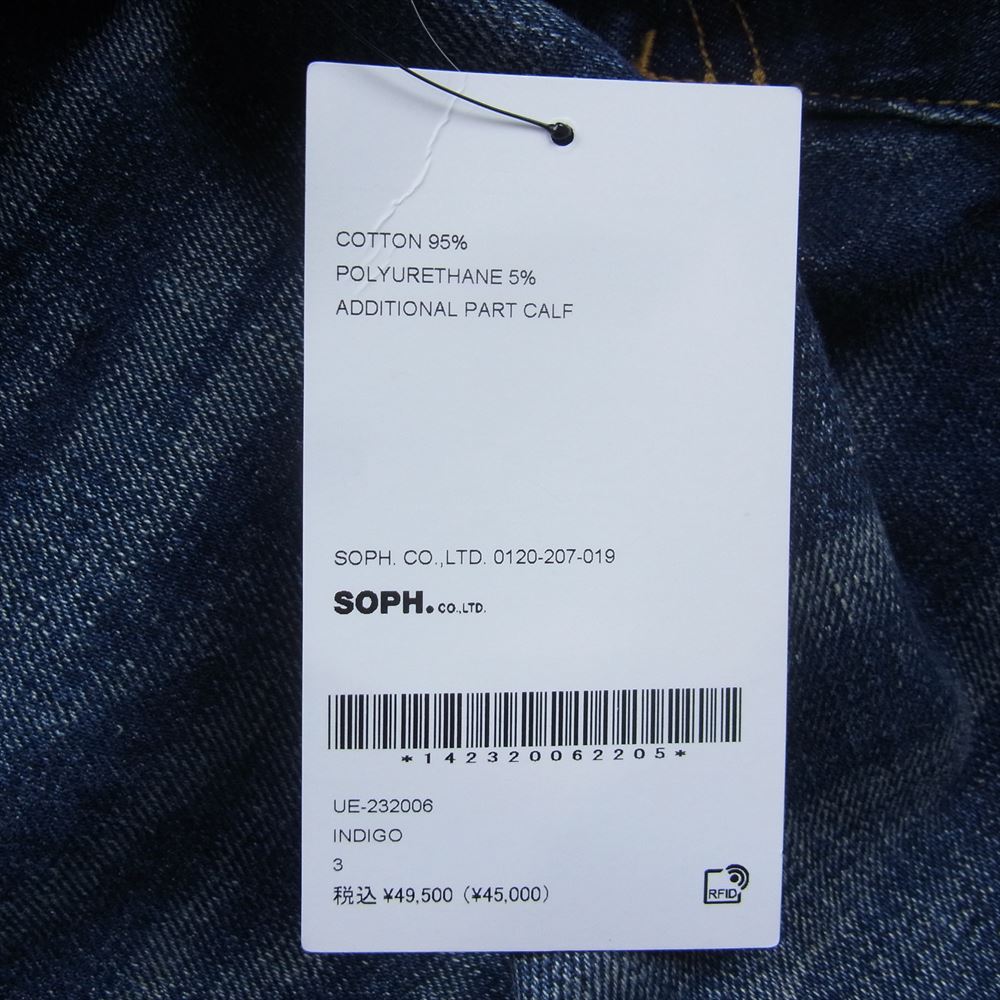 COTTON 95%
POLYURETHANE 5%
ADDITIONAL PART CALF
SOPH. CO.,LTD. 0120-207-019
SOPH. CO.,LTD.
*142320062205*
UE-232006
INDIGO
3
税込 ¥49,500 (¥45,000)
RFID